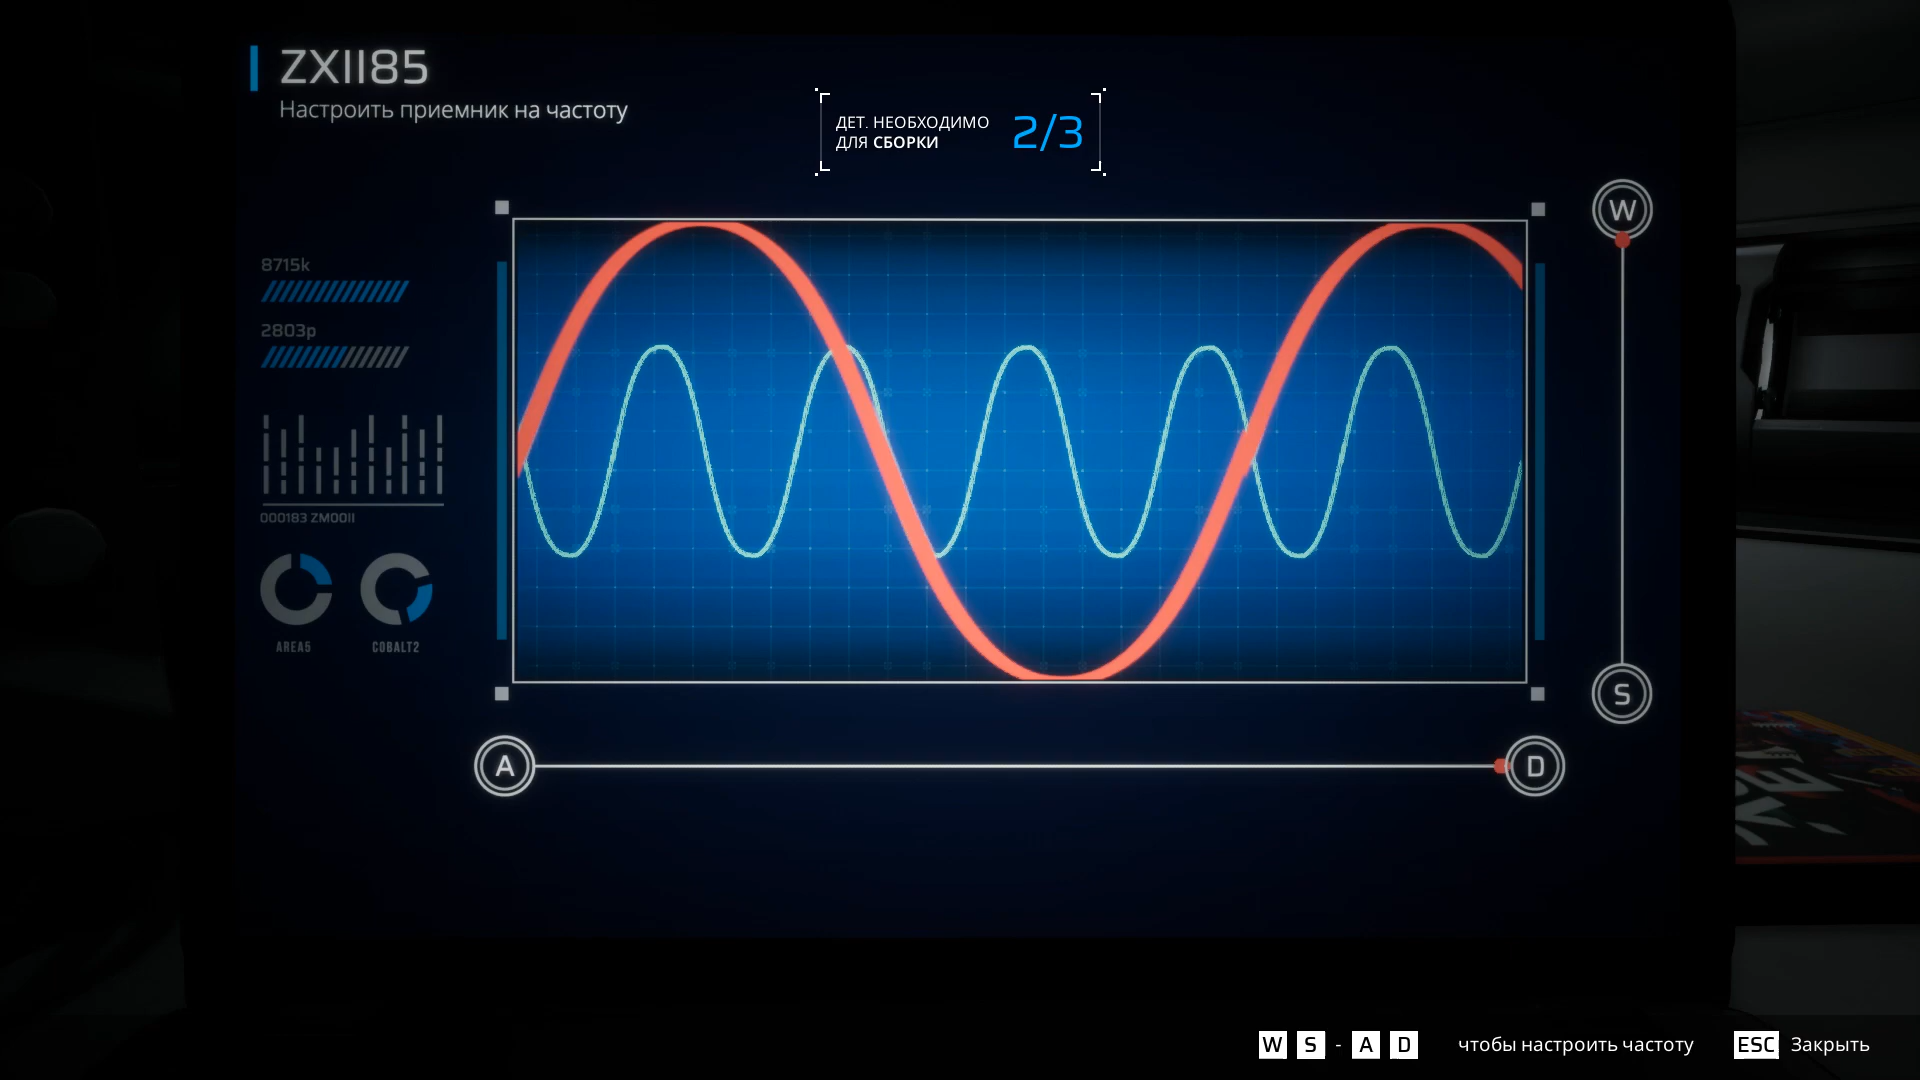 ZXII85
Настроить приемник на частоту
ДЕТ. НЕОБХОДИМО
ДЛЯ СБОРКИ
2/3
W
8715k
2803p
000183 ZM00II
AREA5
COBALT2
S
A
D
W S - A D чтобы настроить частоту ESC Закрыть